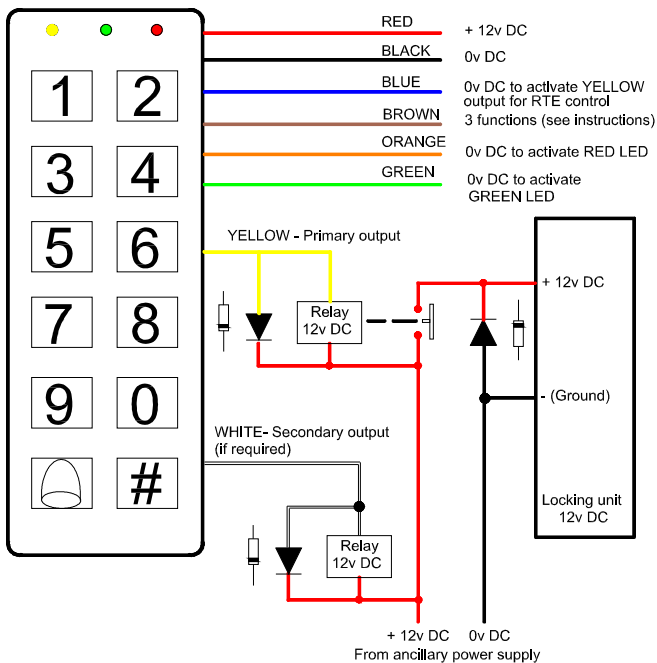 RED
+ 12v DC
BLACK
0v DC
BLUE
0v DC to activate YELLOW
output for RTE control
BROWN
3 functions (see instructions)
ORANGE
0v DC to activate RED LED
GREEN
0v DC to activate
GREEN LED
1 2
3 4
5 6
7 8
9 0
#
YELLOW - Primary output
Relay
12v DC
+ 12v DC
- (Ground)
Locking unit
12v DC
WHITE- Secondary output
(if required)
Relay
12v DC
+ 12v DC 0v DC
From ancillary power supply